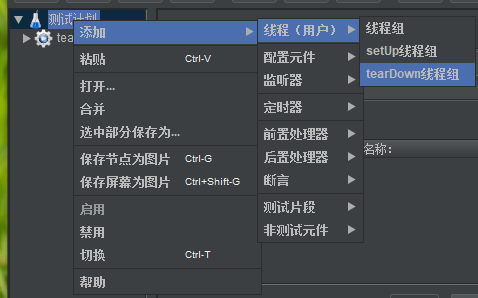 测试计划
tea
添加
粘贴 Ctrl-V
打开...
合并
选中部分保存为...
保存节点为图片 Ctrl-G
保存屏幕为图片 Ctrl+Shift-G
启用
禁用
切换 Ctrl-T
帮助
线程（用户）
配置元件
监听器
定时器
前置处理器
后置处理器
断言
测试片段
非测试元件
线程组
setUp线程组
tearDown线程组
名称: